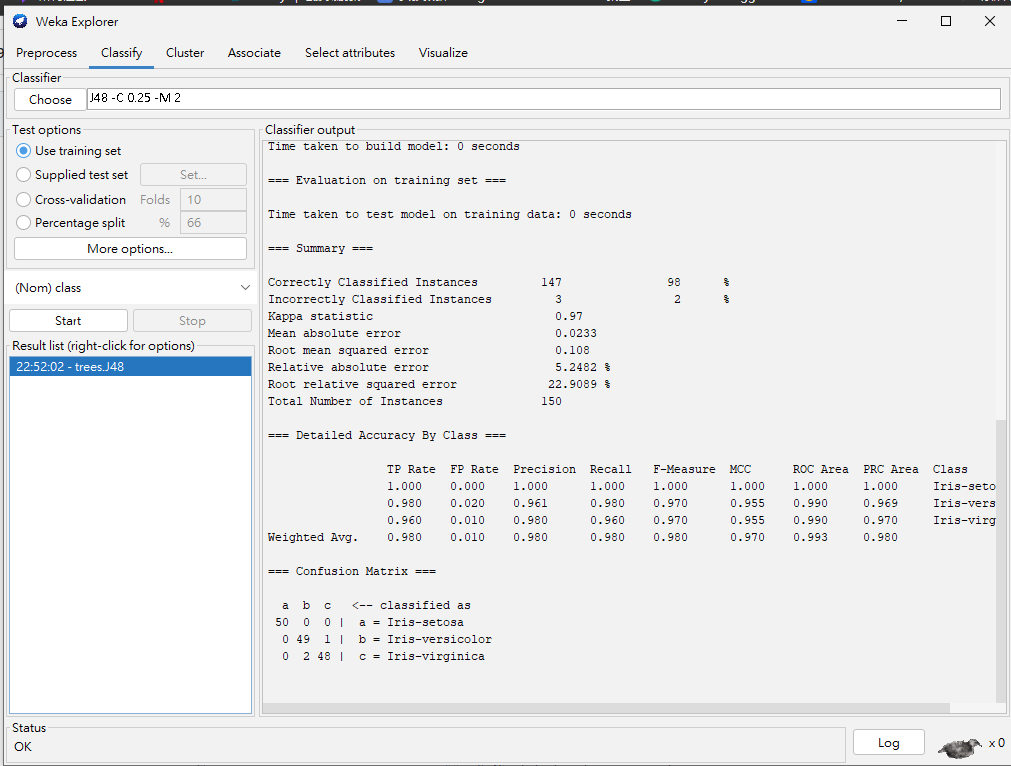 Weka Explorer
Preprocess Classify Cluster Associate Select attributes Visualize
Classifier
Choose J48 -C 0.25 -M 2
Test options
Use training set
Supplied test set Set...
Cross-validation Folds 10
Percentage split % 66
More options...
(Nom) class
Start Stop
Result list (right-click for options)
22:52:02 - trees.J48
Classifier output
Time taken to build model: 0 seconds
=== Evaluation on training set ===
Time taken to test model on training data: 0 seconds
=== Summary ===
Correctly Classified Instances 147 98 %
Incorrectly Classified Instances 3 2 %
Kappa statistic 0.97
Mean absolute error 0.0233
Root mean squared error 0.108
Relative absolute error 5.2482 %
Root relative squared error 22.9089 %
Total Number of Instances 150
=== Detailed Accuracy By Class ===
TP Rate FP Rate Precision Recall F-Measure MCC ROC Area PRC Area Class
1.000 0.000 1.000 1.000 1.000 1.000 1.000 1.000 Iris-seto
0.980 0.020 0.961 0.980 0.970 0.955 0.990 0.969 Iris-vers
0.960 0.010 0.980 0.960 0.970 0.955 0.990 0.970 Iris-virg
Weighted Avg. 0.980 0.010 0.980 0.980 0.980 0.970 0.993 0.980
=== Confusion Matrix ===
a b c <-- classified as
50 0 0 | a = Iris-setosa
0 49 1 | b = Iris-versicolor
0 2 48 | c = Iris-virginica
Status
OK
Log
x 0